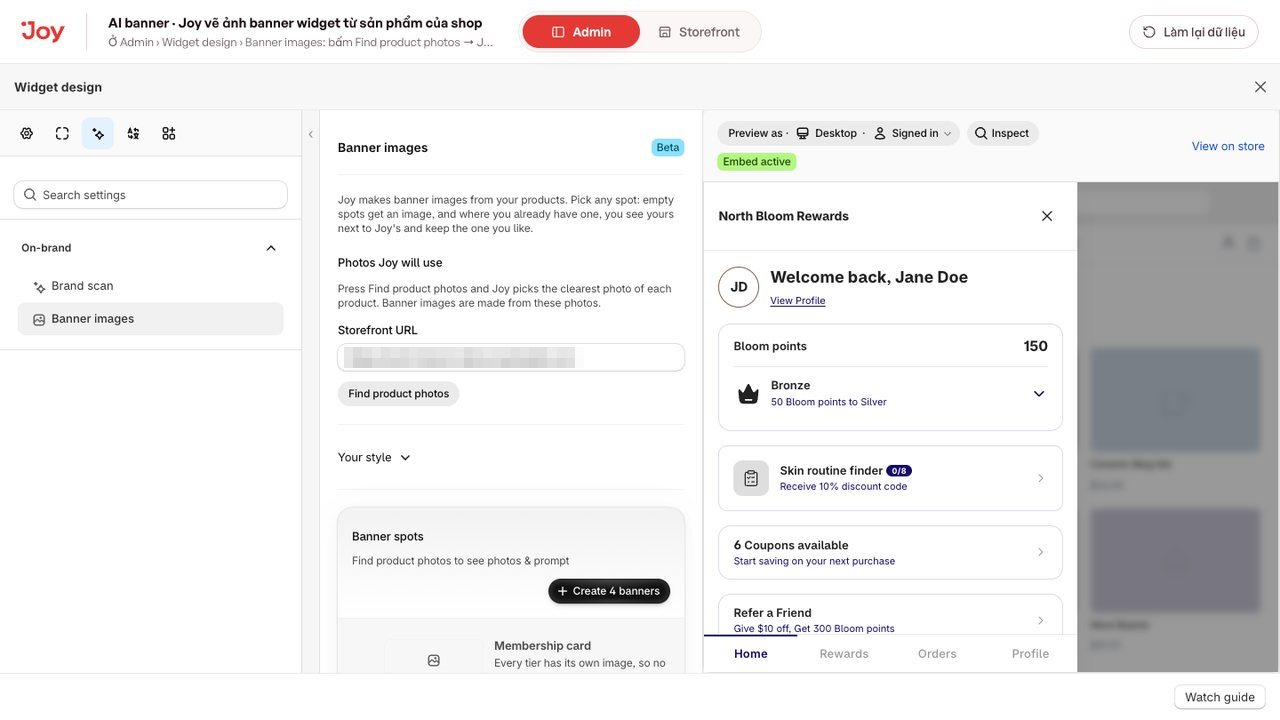 Joy
AI banner · Joy vẽ ảnh banner widget từ sản phẩm của shop
Ở Admin › Widget design › Banner images: bấm Find product photos → J...
Admin
Storefront
Làm lại dữ liệu
Widget design
Search settings
On-brand
Brand scan
Banner images
Banner images
Beta
Joy makes banner images from your products. Pick any spot: empty
spots get an image, and where you already have one, you see yours
next to Joy's and keep the one you like.
Photos Joy will use
Press Find product photos and Joy picks the clearest photo of each
product. Banner images are made from these photos.
Storefront URL
Find product photos
Your style
Banner spots
Find product photos to see photos & prompt
+ Create 4 banners
Membership card
Every tier has its own image, so no
Preview as · Desktop · Signed in
Inspect
Embed active
View on store
North Bloom Rewards
JD
Welcome back, Jane Doe
View Profile
Bloom points
150
Bronze
50 Bloom points to Silver
Skin routine finder 0/8
Receive 10% discount code
6 Coupons available
Start saving on your next purchase
Refer a Friend
Give $10 off, Get 300 Bloom points
Home
Rewards
Orders
Profile
Watch guide